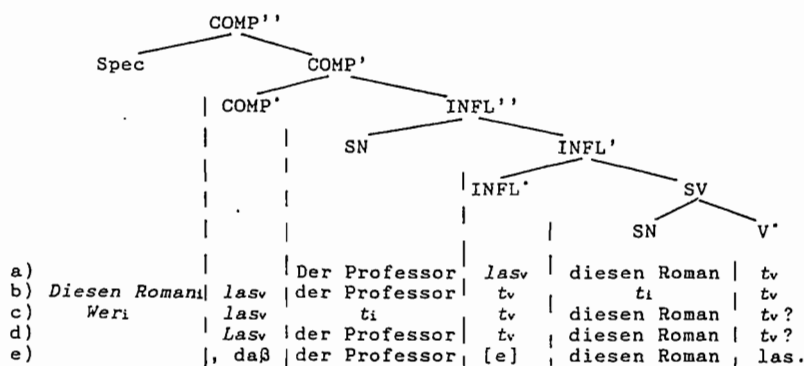 COMP''
Spec COMP'
COMP° INFL''
SN INFL'
INFL° SV
SN V°
a) Der Professor lasv diesen Roman tv
b) Diesen Romani lasv der Professor tv ti tv
c) Weri lasv ti tv diesen Roman tv?
d) Lasv der Professor tv diesen Roman tv?
e) , daβ der Professor [e] diesen Roman las.